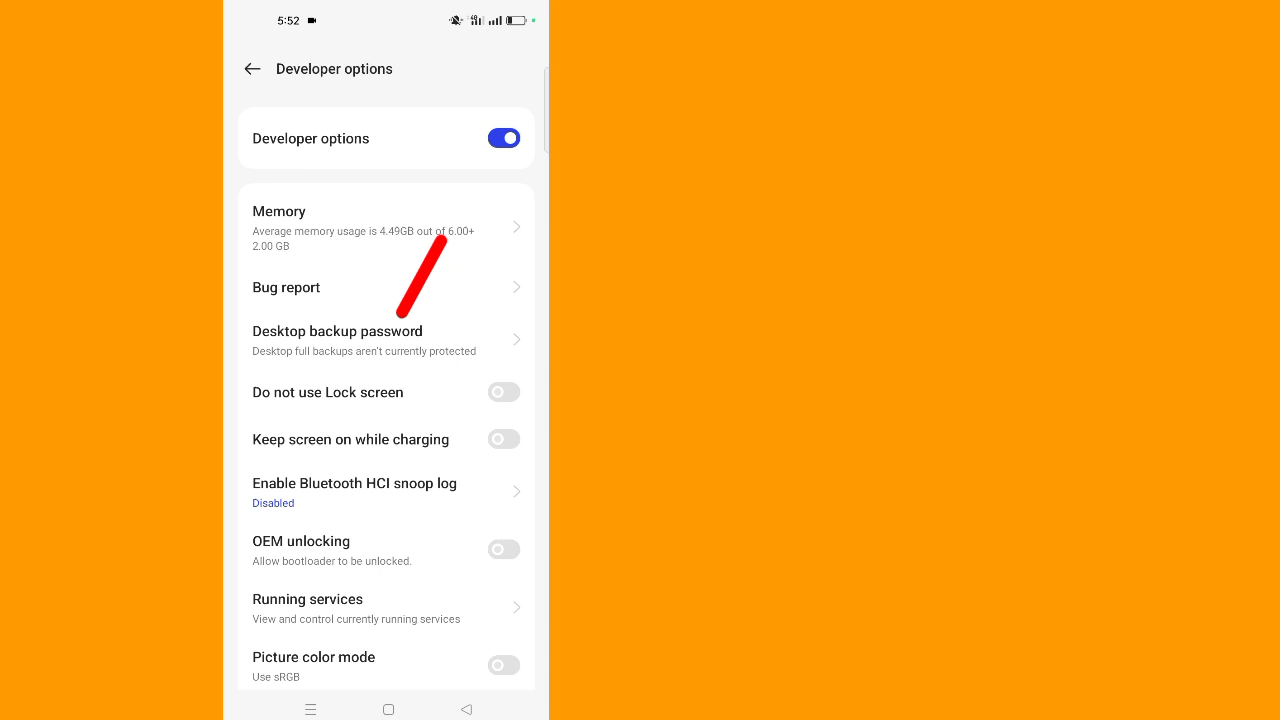 5:52
Developer options
Developer options
Memory
Average memory usage is 4.49GB out of 6.00+
2.00 GB
Bug report
Desktop backup password
Desktop full backups aren't currently protected
Do not use Lock screen
Keep screen on while charging
Enable Bluetooth HCI snoop log
Disabled
OEM unlocking
Allow bootloader to be unlocked.
Running services
View and control currently running services
Picture color mode
Use sRGB